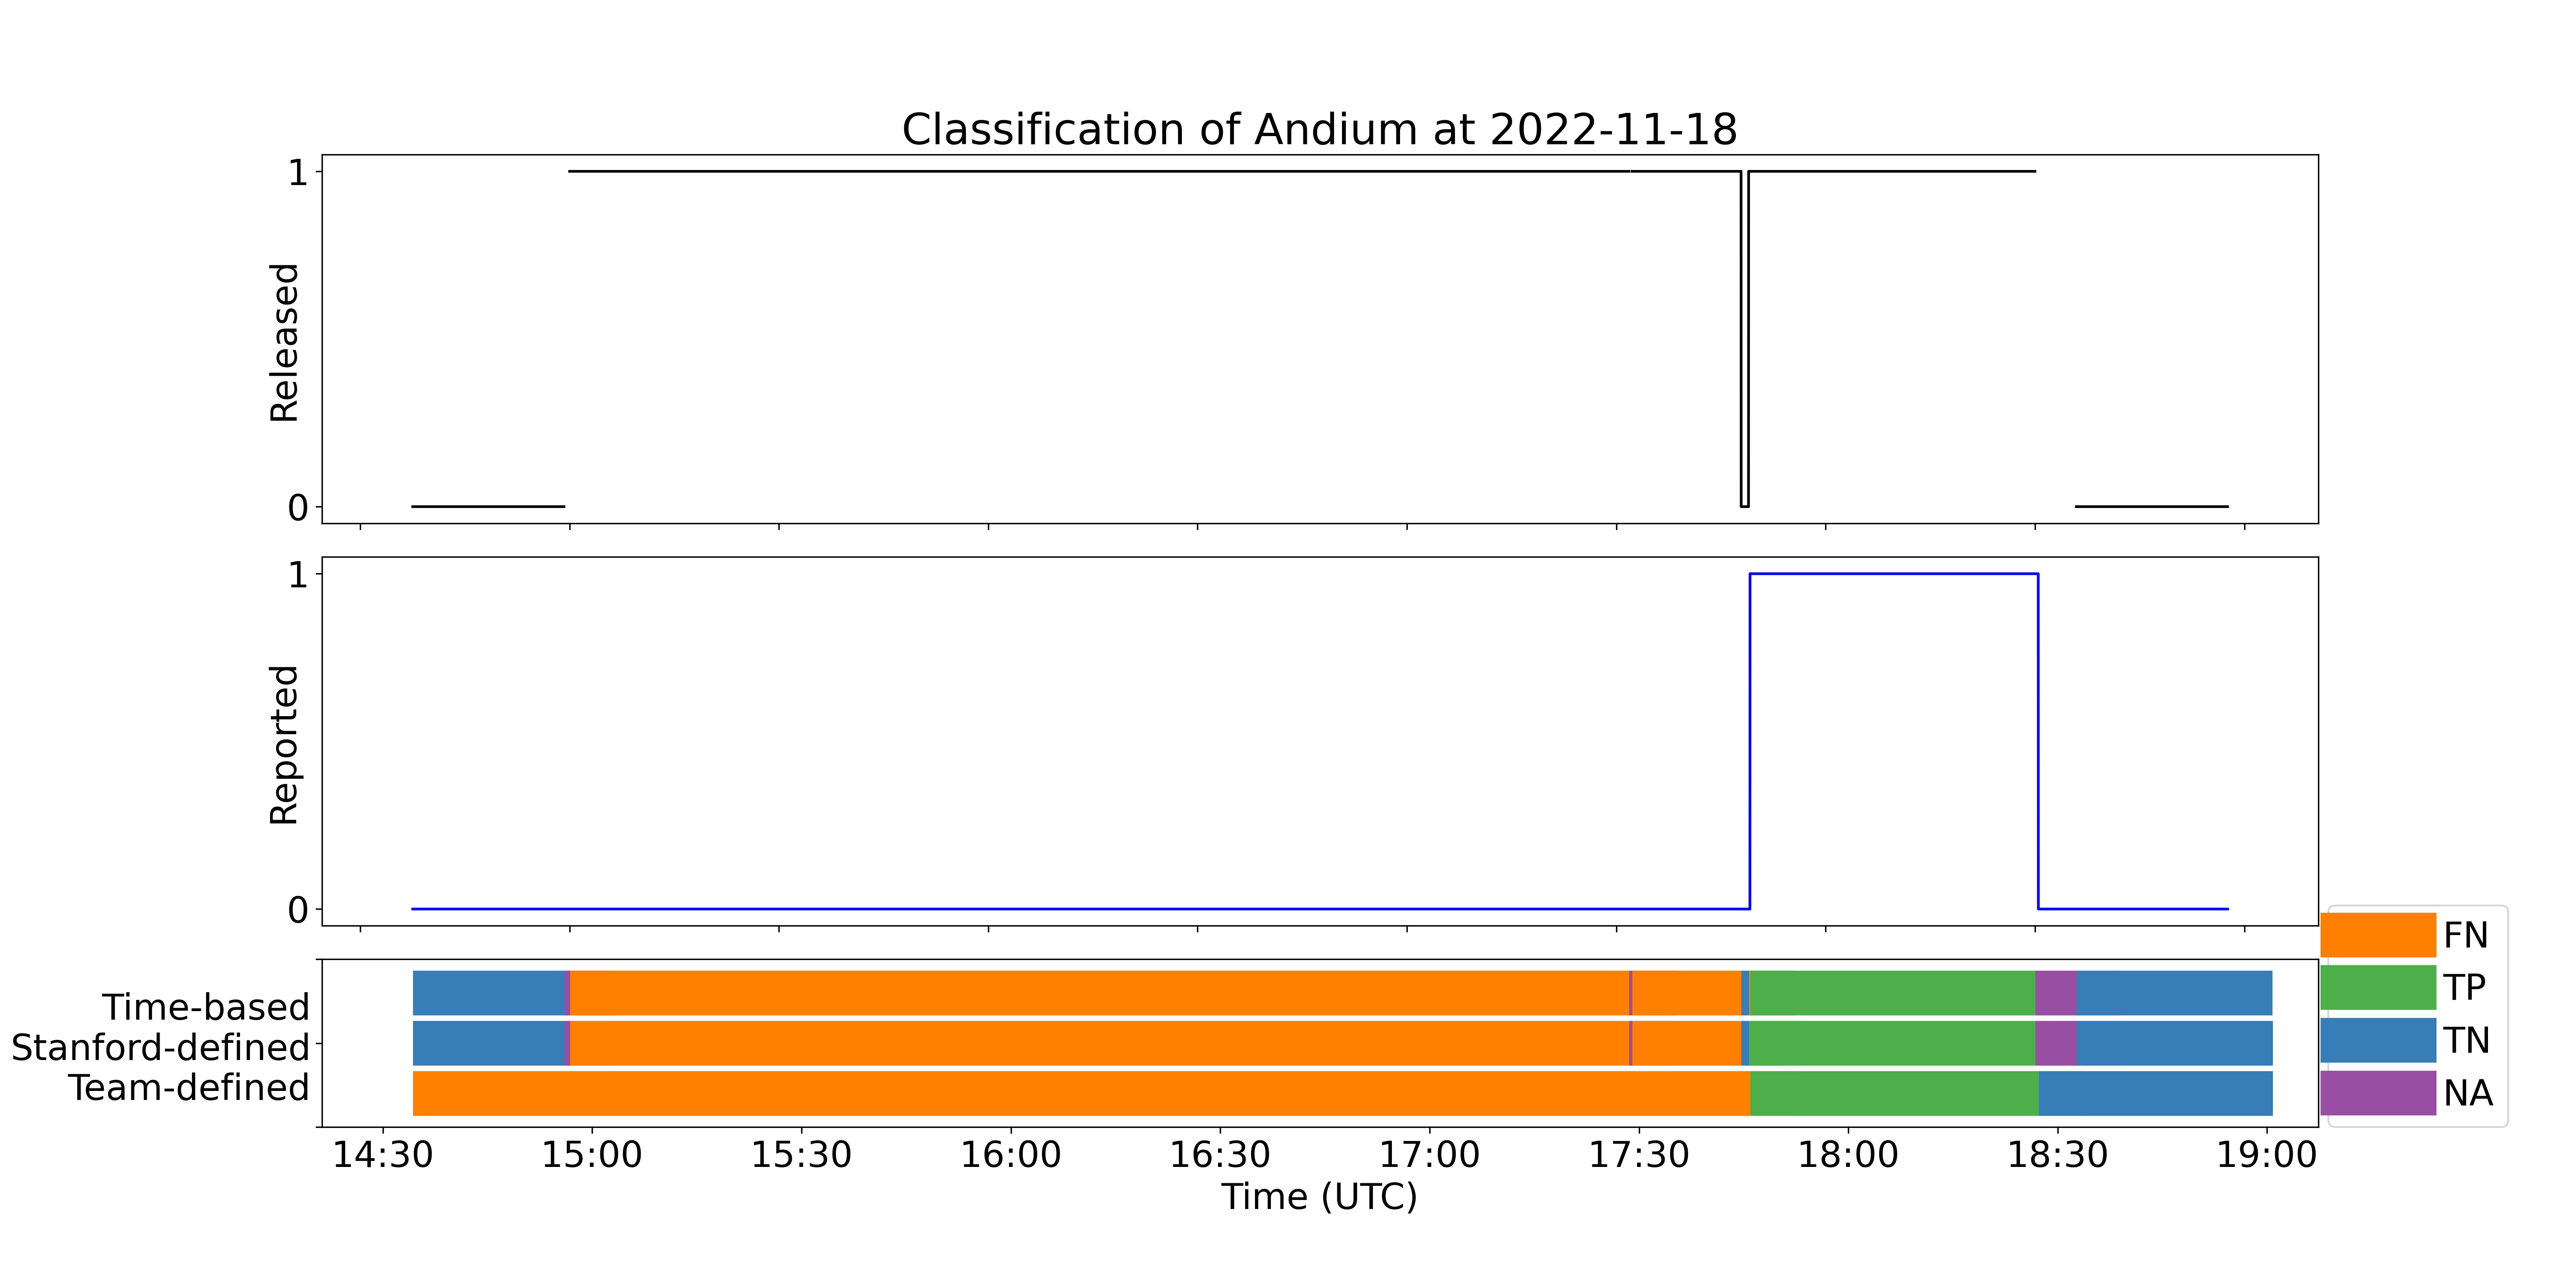 Classification of Andium at 2022-11-18
1
Released
0
1
Reported
0
FN
TP
TN
NA
Time-based
Stanford-defined
Team-defined
14:30 15:00 15:30 16:00 16:30 17:00 17:30 18:00 18:30 19:00
Time (UTC)